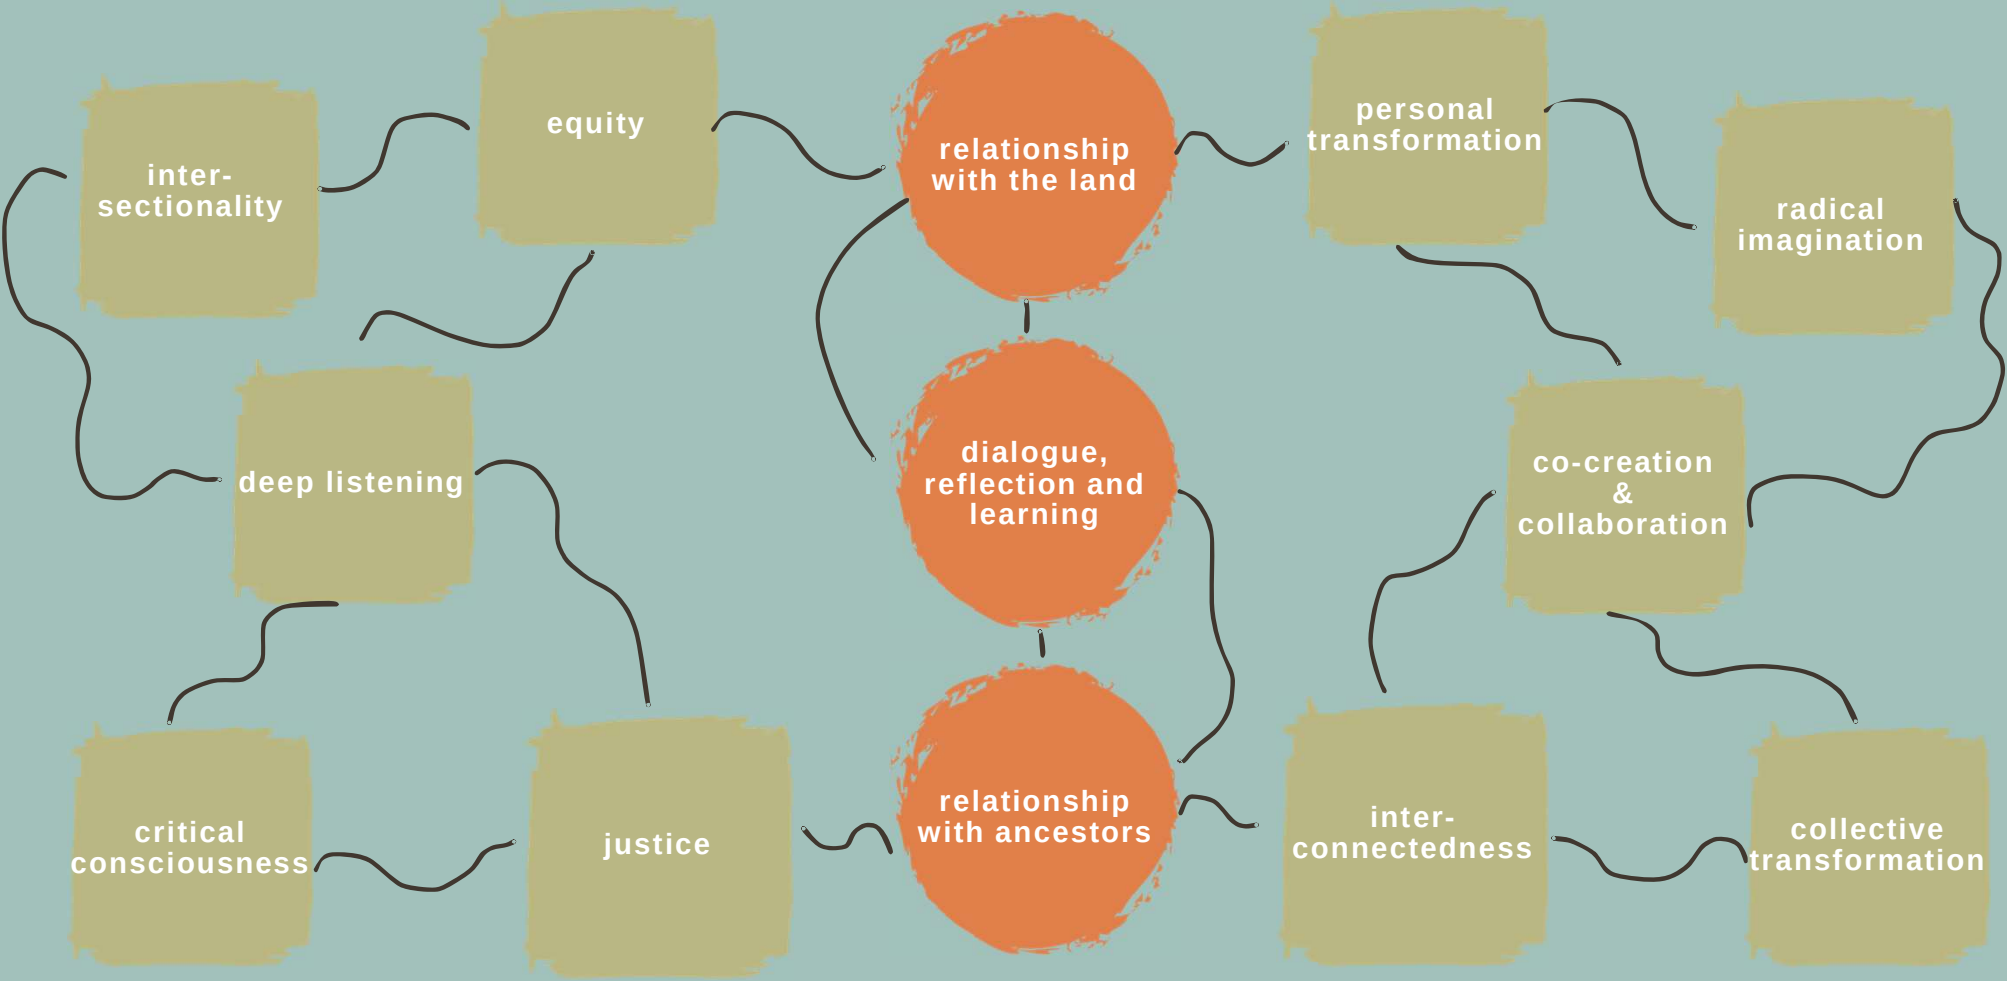 inter-
sectionality
equity
relationship
with the land
personal
transformation
radical
imagination
deep listening
dialogue,
reflection and
learning
co-creation
&
collaboration
critical
consciousness
justice
relationship
with ancestors
inter-
connectedness
collective
transformation